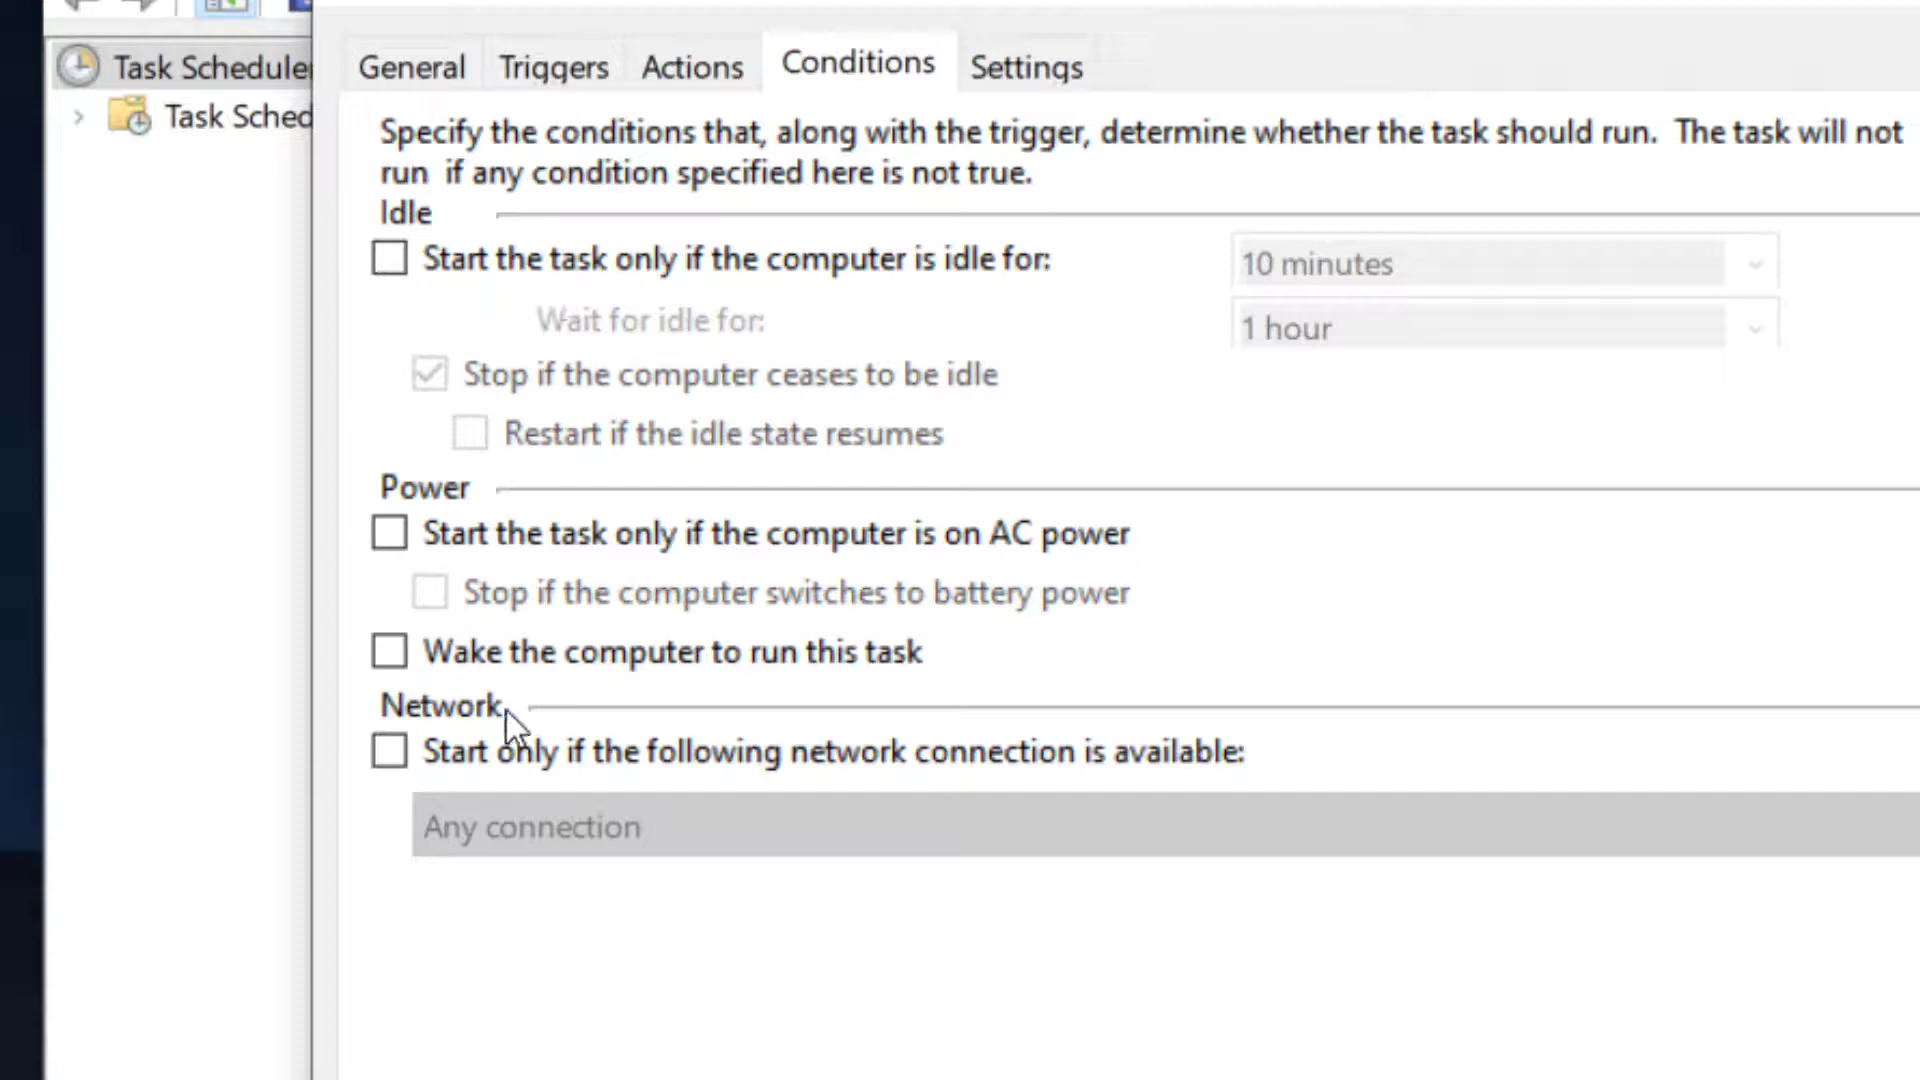 Task Scheduler
Task Sched
General Triggers Actions Conditions Settings
Specify the conditions that, along with the trigger, determine whether the task should run.  The task will not
run  if any condition specified here is not true.
Idle
Start the task only if the computer is idle for: 10 minutes
Wait for idle for: 1 hour
Stop if the computer ceases to be idle
Restart if the idle state resumes
Power
Start the task only if the computer is on AC power
Stop if the computer switches to battery power
Wake the computer to run this task
Network
Start only if the following network connection is available:
Any connection